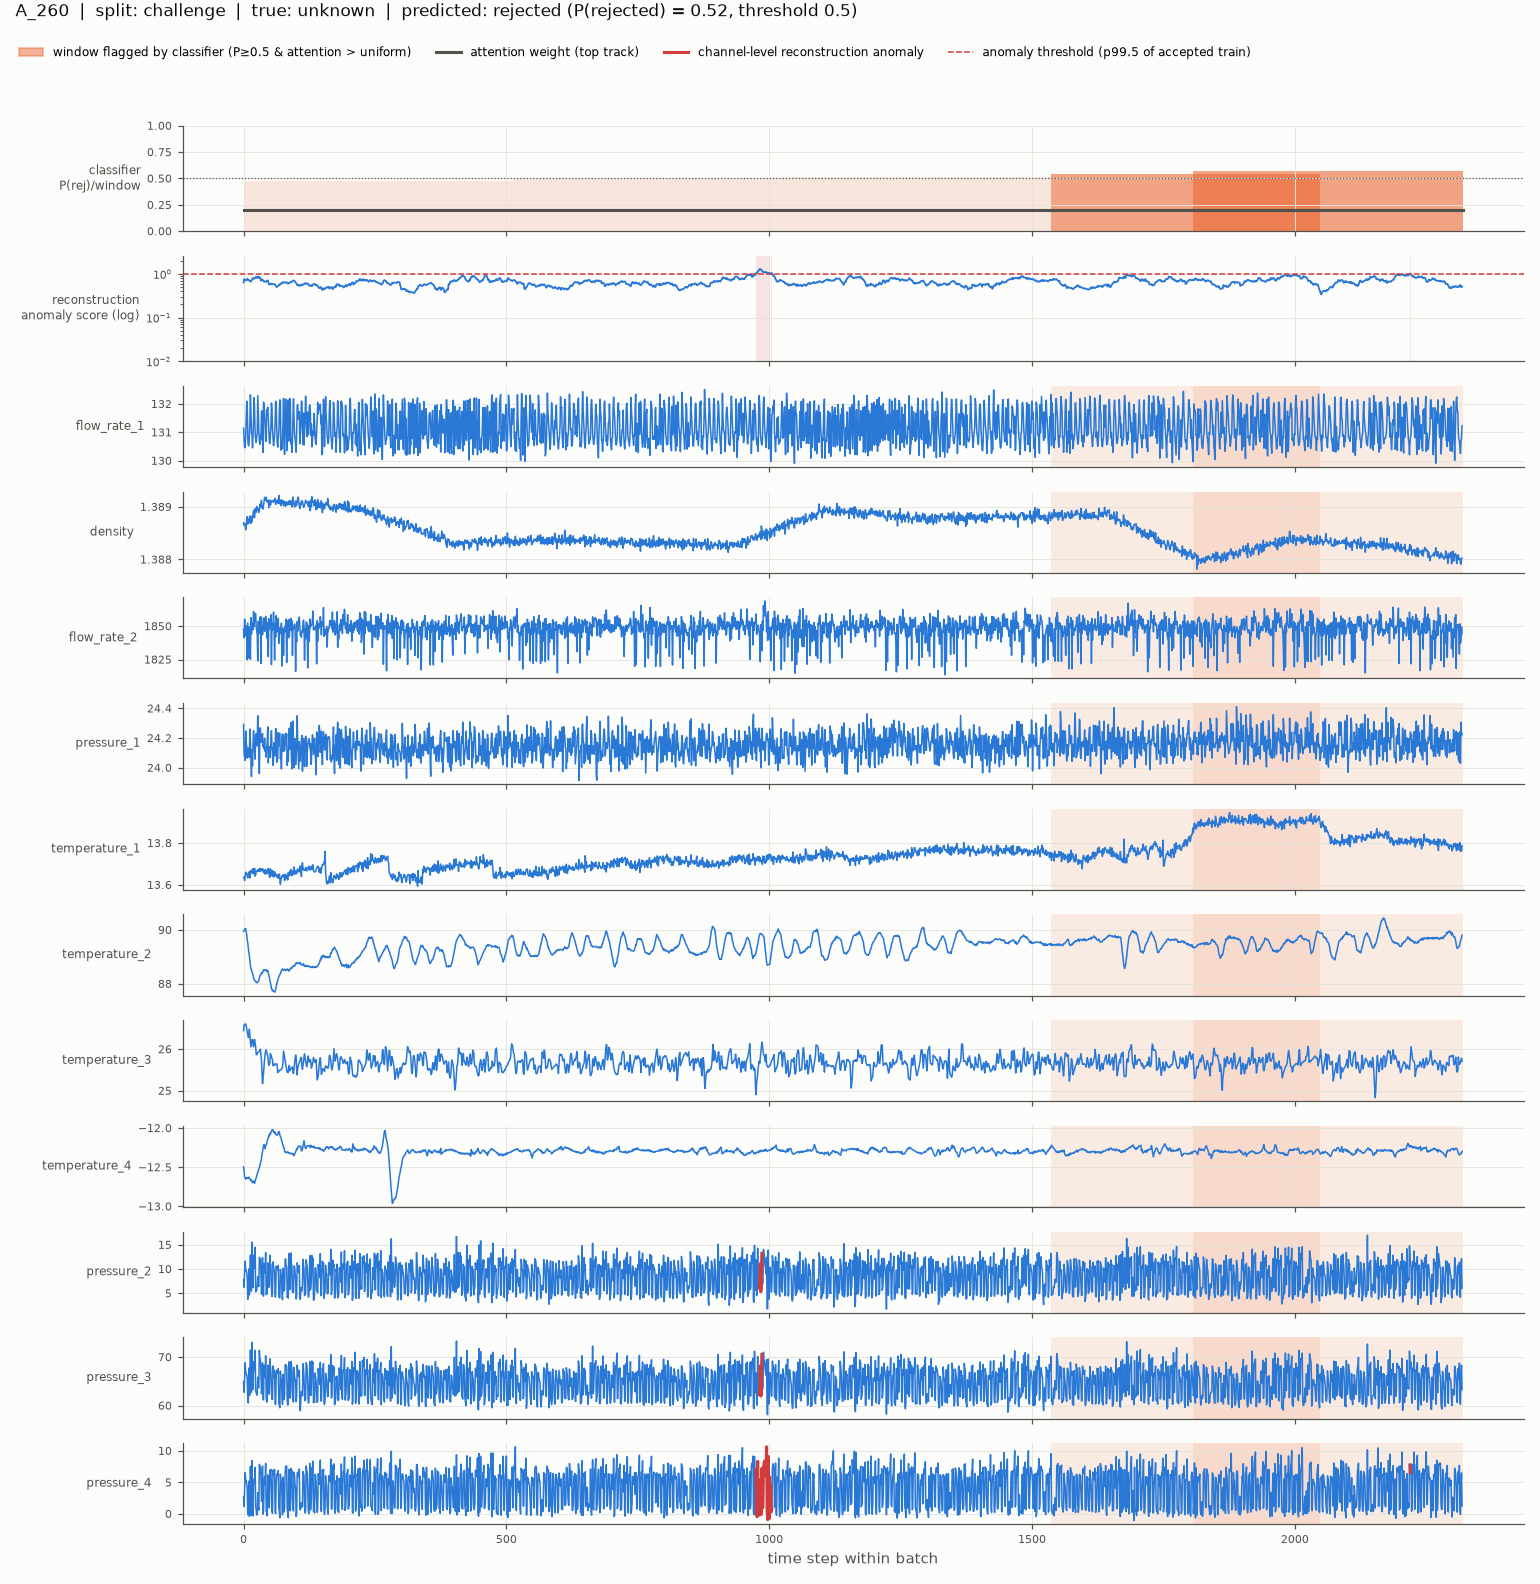 A_260 | split: challenge | true: unknown | predicted: rejected (P(rejected) = 0.52, threshold 0.5)
window flagged by classifier (P≥0.5 & attention > uniform) attention weight (top track) channel-level reconstruction anomaly anomaly threshold (p99.5 of accepted train)
1.00
0.75
classifier
P(rej)/window
0.50
0.25
0.00
10⁰
reconstruction
anomaly score (log)
10⁻¹
10⁻²
132
flow_rate_1
131
130
1.389
density
1.388
1850
flow_rate_2
1825
24.4
24.2
pressure_1
24.0
13.8
temperature_1
13.6
90
temperature_2
88
26
temperature_3
25
−12.0
temperature_4
−12.5
−13.0
15
pressure_2
10
5
70
pressure_3
60
10
pressure_4
5
0
0 500 1000 1500 2000
time step within batch